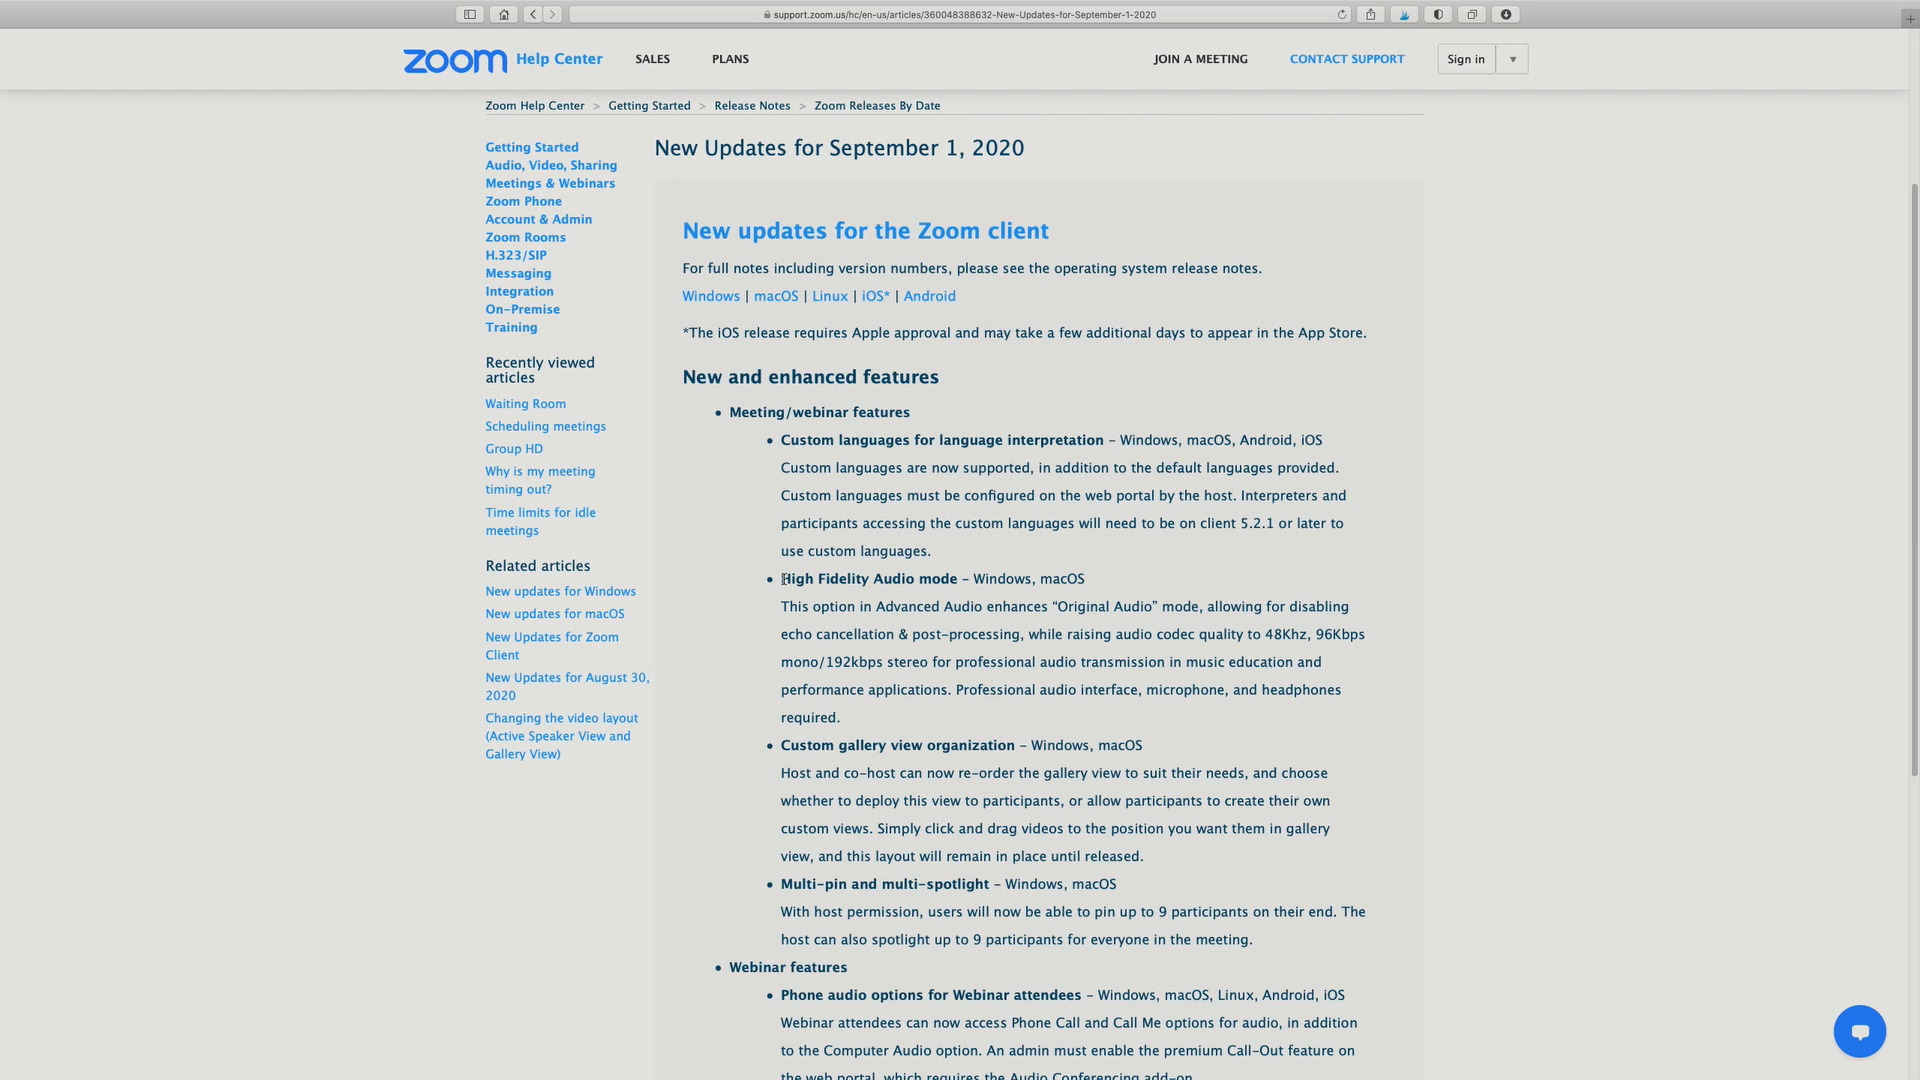 support.zoom.us/hc/en-us/articles/360048388632-New-Updates-for-September-1-2020
zoom Help Center SALES PLANS JOIN A MEETING CONTACT SUPPORT Sign in
Zoom Help Center > Getting Started > Release Notes > Zoom Releases By Date
Getting Started
Audio, Video, Sharing
Meetings & Webinars
Zoom Phone
Account & Admin
Zoom Rooms
H.323/SIP
Messaging
Integration
On-Premise
Training
Recently viewed
articles
Waiting Room
Scheduling meetings
Group HD
Why is my meeting
timing out?
Time limits for idle
meetings
Related articles
New updates for Windows
New updates for macOS
New Updates for Zoom
Client
New Updates for August 30,
2020
Changing the video layout
(Active Speaker View and
Gallery View)
New Updates for September 1, 2020
New updates for the Zoom client
For full notes including version numbers, please see the operating system release notes.
Windows | macOS | Linux | iOS* | Android
*The iOS release requires Apple approval and may take a few additional days to appear in the App Store.
New and enhanced features
• Meeting/webinar features
• Custom languages for language interpretation – Windows, macOS, Android, iOS
Custom languages are now supported, in addition to the default languages provided.
Custom languages must be configured on the web portal by the host. Interpreters and
participants accessing the custom languages will need to be on client 5.2.1 or later to
use custom languages.
• High Fidelity Audio mode – Windows, macOS
This option in Advanced Audio enhances “Original Audio” mode, allowing for disabling
echo cancellation & post-processing, while raising audio codec quality to 48Khz, 96Kbps
mono/192kbps stereo for professional audio transmission in music education and
performance applications. Professional audio interface, microphone, and headphones
required.
• Custom gallery view organization – Windows, macOS
Host and co-host can now re-order the gallery view to suit their needs, and choose
whether to deploy this view to participants, or allow participants to create their own
custom views. Simply click and drag videos to the position you want them in gallery
view, and this layout will remain in place until released.
• Multi-pin and multi-spotlight – Windows, macOS
With host permission, users will now be able to pin up to 9 participants on their end. The
host can also spotlight up to 9 participants for everyone in the meeting.
• Webinar features
• Phone audio options for Webinar attendees – Windows, macOS, Linux, Android, iOS
Webinar attendees can now access Phone Call and Call Me options for audio, in addition
to the Computer Audio option. An admin must enable the premium Call-Out feature on
the web portal, which requires the Audio Conferencing add-on.